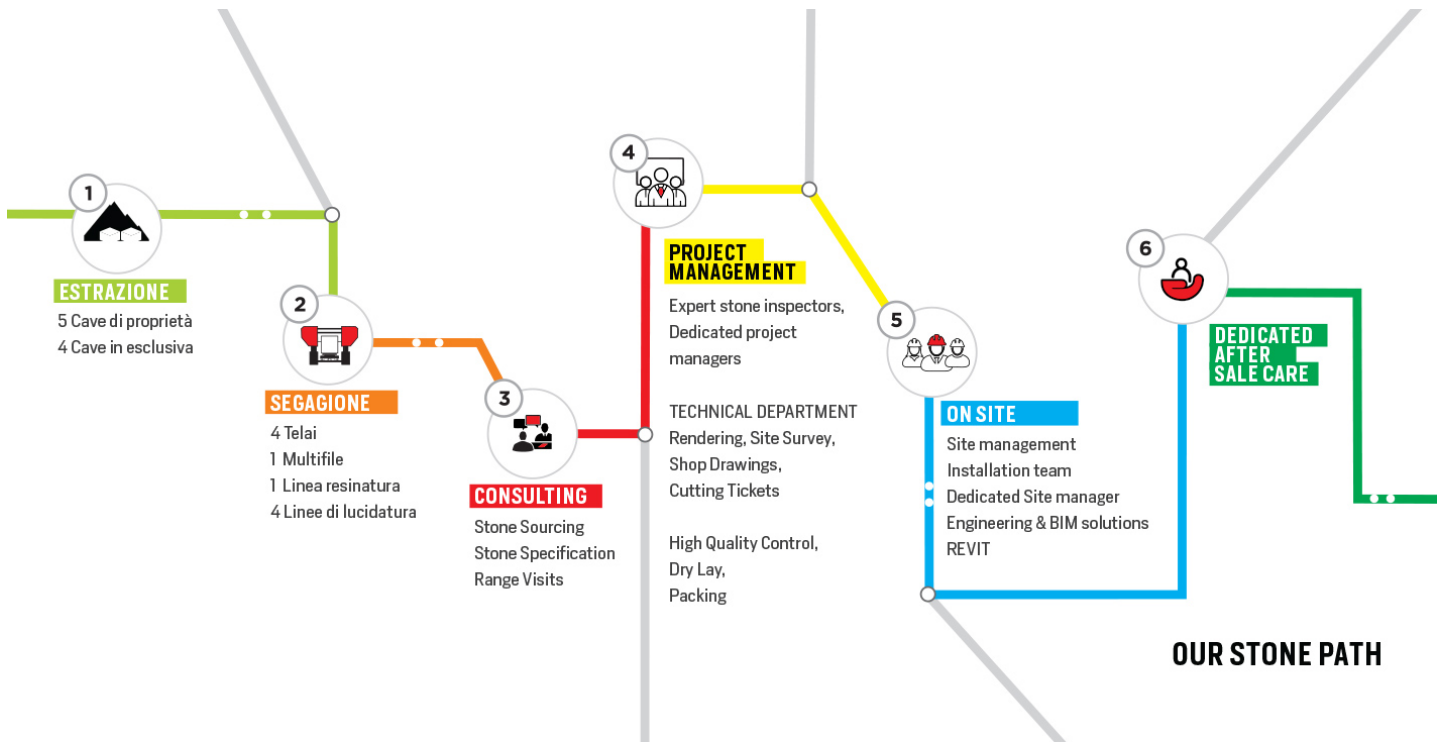 1
ESTRAZIONE
5 Cave di proprietà
4 Cave in esclusiva
2
SEGAGIONE
4 Telai
1 Multifile
1 Linea resinatura
4 Linee di lucidatura
3
CONSULTING
Stone Sourcing
Stone Specification
Range Visits
4
PROJECT
MANAGEMENT
Expert stone inspectors,
Dedicated project
managers
TECHNICAL DEPARTMENT
Rendering, Site Survey,
Shop Drawings,
Cutting Tickets
High Quality Control,
Dry Lay,
Packing
5
ON SITE
Site management
Installation team
Dedicated Site manager
Engineering & BIM solutions
REVIT
6
DEDICATED
AFTER
SALE CARE
OUR STONE PATH